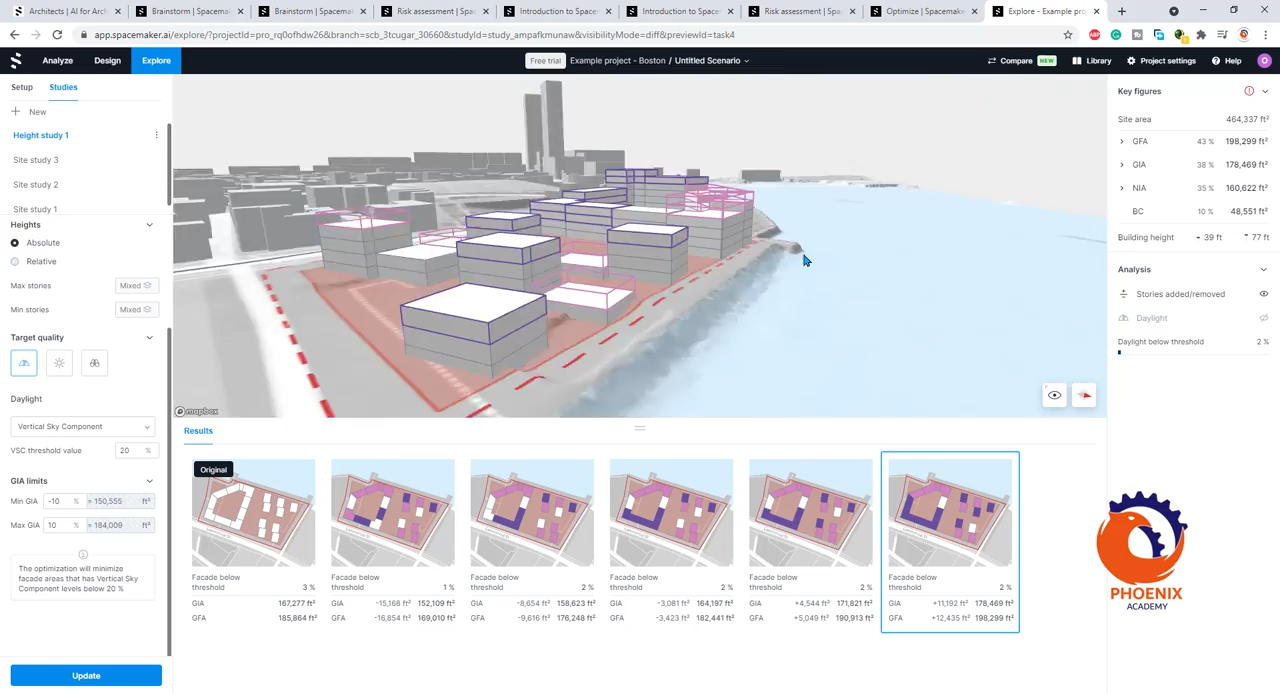 Architects | AI for Arch
Brainstorm | Spacemak
Brainstorm | Spacemak
Risk assessment | Spac
Introduction to Space
Introduction to Space
Risk assessment | Spac
Optimize | Spacemake
Explore - Example proj
app.spacemaker.ai/explore/?projectId=pro_rq0ofhdw26&branch=scb_3tcugar_30660&studyId=study_ampafkmunaw&visibilityMode=diff&previewId=task4
Analyze
Design
Explore
Free trial
Example project - Boston / Untitled Scenario
Compare
NEW
Library
Project settings
Help
O
Setup
Studies
New
Height study 1
Site study 3
Site study 2
Site study 1
Heights
Absolute
Relative
Max stories
Mixed
Min stories
Mixed
Target quality
Daylight
Vertical Sky Component
VSC threshold value
20 %
GIA limits
Min GIA
-10 %
= 150,555 ft²
Max GIA
10 %
= 184,009 ft²
The optimization will minimize
facade areas that has Vertical Sky
Component levels below 20 %
Update
mapbox
Results
Original
Facade below
threshold 3 %
GIA 167,277 ft²
GFA 185,864 ft²
Facade below
threshold 1 %
GIA -15,168 ft² 152,109 ft²
GFA -16,854 ft² 169,010 ft²
Facade below
threshold 2 %
GIA -8,654 ft² 158,623 ft²
GFA -9,616 ft² 176,248 ft²
Facade below
threshold 2 %
GIA -3,081 ft² 164,197 ft²
GFA -3,423 ft² 182,441 ft²
Facade below
threshold 2 %
GIA +4,544 ft² 171,821 ft²
GFA +5,049 ft² 190,913 ft²
Facade below
threshold 2 %
GIA +11,192 ft² 178,469 ft²
GFA +12,435 ft² 198,299 ft²
Key figures
Site area 464,337 ft²
GFA 43 % 198,299 ft²
GIA 38 % 178,469 ft²
NIA 35 % 160,622 ft²
BC 10 % 48,551 ft²
Building height 39 ft 77 ft
Analysis
Stories added/removed
Daylight
Daylight below threshold 2 %
PHOENIX
ACADEMY